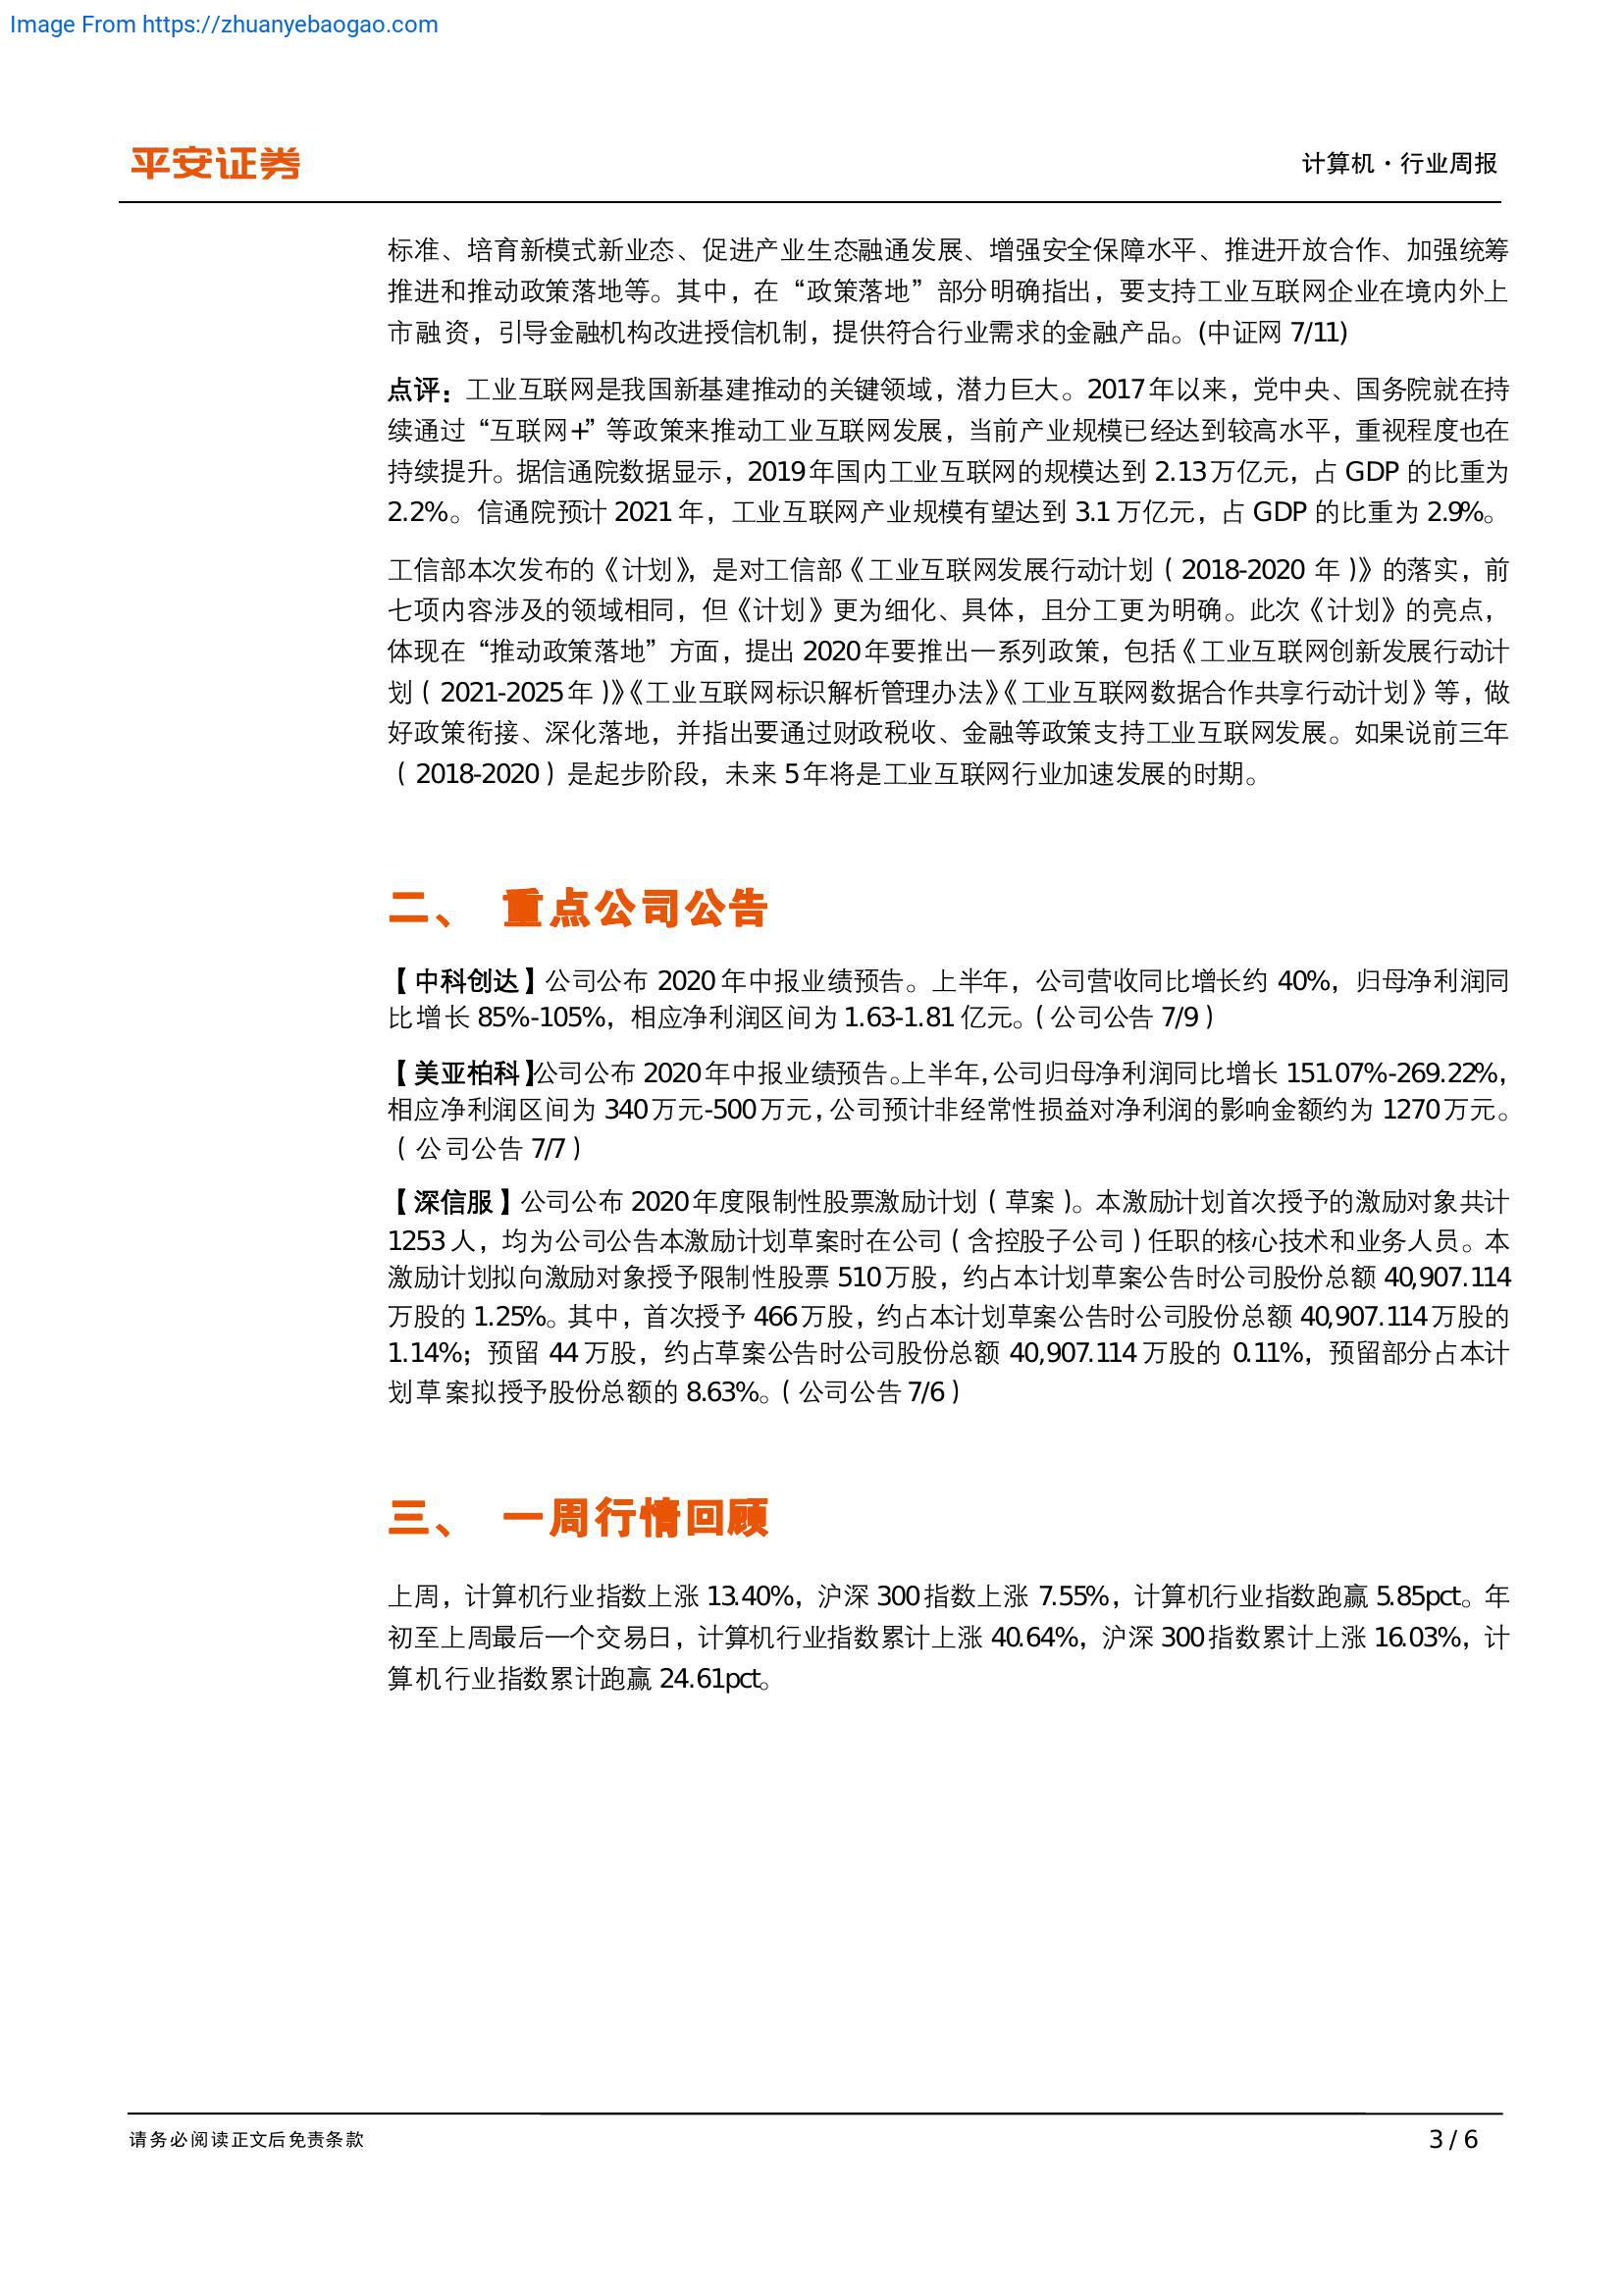 Image From https://zhuanyebaogao.com
平安证券
计算机·行业周报
标准、培育新模式新业态、促进产业生态融通发展、增强安全保障水平、推进开放合作、加强统筹
推进和推动政策落地等。其中，在“政策落地”部分明确指出，要支持工业互联网企业在境内外上
市融资，引导金融机构改进授信机制，提供符合行业需求的金融产品。(中证网 7/11)
点评：工业互联网是我国新基建推动的关键领域，潜力巨大。2017年以来，党中央、国务院就在持
续通过“互联网+”等政策来推动工业互联网发展，当前产业规模已经达到较高水平，重视程度也在
持续提升。据信通院数据显示，2019年国内工业互联网的规模达到 2.13万亿元，占 GDP 的比重为
2.2%。信通院预计 2021 年，工业互联网产业规模有望达到 3.1 万亿元，占 GDP 的比重为 2.9%。
工信部本次发布的《计划》，是对工信部《工业互联网发展行动计划（2018-2020 年）》的落实，前
七项内容涉及的领域相同，但《计划》更为细化、具体，且分工更为明确。此次《计划》的亮点，
体现在“推动政策落地”方面，提出 2020年要推出一系列政策，包括《工业互联网创新发展行动计
划（2021-2025年）》《工业互联网标识解析管理办法》《工业互联网数据合作共享行动计划》等，做
好政策衔接、深化落地，并指出要通过财政税收、金融等政策支持工业互联网发展。如果说前三年
（2018-2020）是起步阶段，未来 5年将是工业互联网行业加速发展的时期。
二、 重点公司公告
【中科创达】公司公布 2020年中报业绩预告。上半年，公司营收同比增长约 40%，归母净利润同
比增长 85%-105%，相应净利润区间为 1.63-1.81 亿元。（公司公告 7/9）
【美亚柏科】公司公布 2020年中报业绩预告。上半年，公司归母净利润同比增长 151.07%-269.22%，
相应净利润区间为 340万元-500万元，公司预计非经常性损益对净利润的影响金额约为 1270万元。
（公司公告 7/7）
【深信服】公司公布 2020年度限制性股票激励计划（草案）。本激励计划首次授予的激励对象共计
1253 人，均为公司公告本激励计划草案时在公司（含控股子公司）任职的核心技术和业务人员。本
激励计划拟向激励对象授予限制性股票 510万股，约占本计划草案公告时公司股份总额 40,907.114
万股的 1.25%。其中，首次授予 466万股，约占本计划草案公告时公司股份总额 40,907.114万股的
1.14%；预留 44 万股，约占草案公告时公司股份总额 40,907.114 万股的 0.11%，预留部分占本计
划草案拟授予股份总额的 8.63%。（公司公告 7/6）
三、 一周行情回顾
上周，计算机行业指数上涨 13.40%，沪深 300指数上涨 7.55%，计算机行业指数跑赢 5.85pct。年
初至上周最后一个交易日，计算机行业指数累计上涨 40.64%，沪深 300指数累计上涨 16.03%，计
算机行业指数累计跑赢 24.61pct。
请务必阅读正文后免责条款
3 / 6